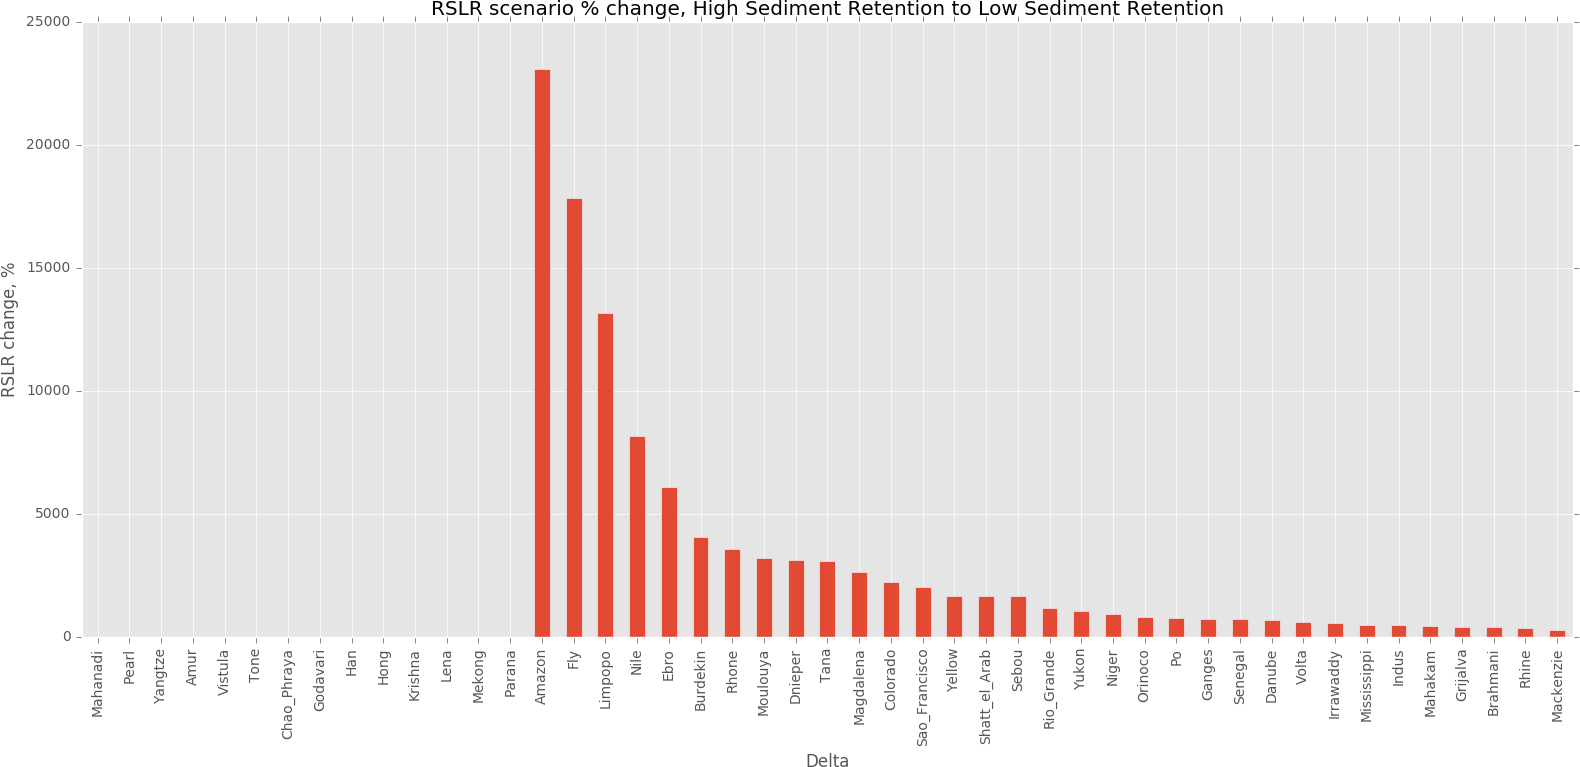 RSLR scenario % change, High Sediment Retention to Low Sediment Retention
RSLR change, %
25000
20000
15000
10000
5000
0
Mahanadi
Pearl
Yangtze
Amur
Vistula
Tone
Chao_Phraya
Godavari
Han
Hong
Krishna
Lena
Mekong
Parana
Amazon
Fly
Limpopo
Nile
Ebro
Burdekin
Rhone
Moulouya
Dnieper
Tana
Magdalena
Colorado
Sao_Francisco
Yellow
Shatt_el_Arab
Sebou
Rio_Grande
Yukon
Niger
Orinoco
Po
Ganges
Senegal
Danube
Volta
Irrawaddy
Mississippi
Indus
Mahakam
Grijalva
Brahmani
Rhine
Mackenzie
Delta